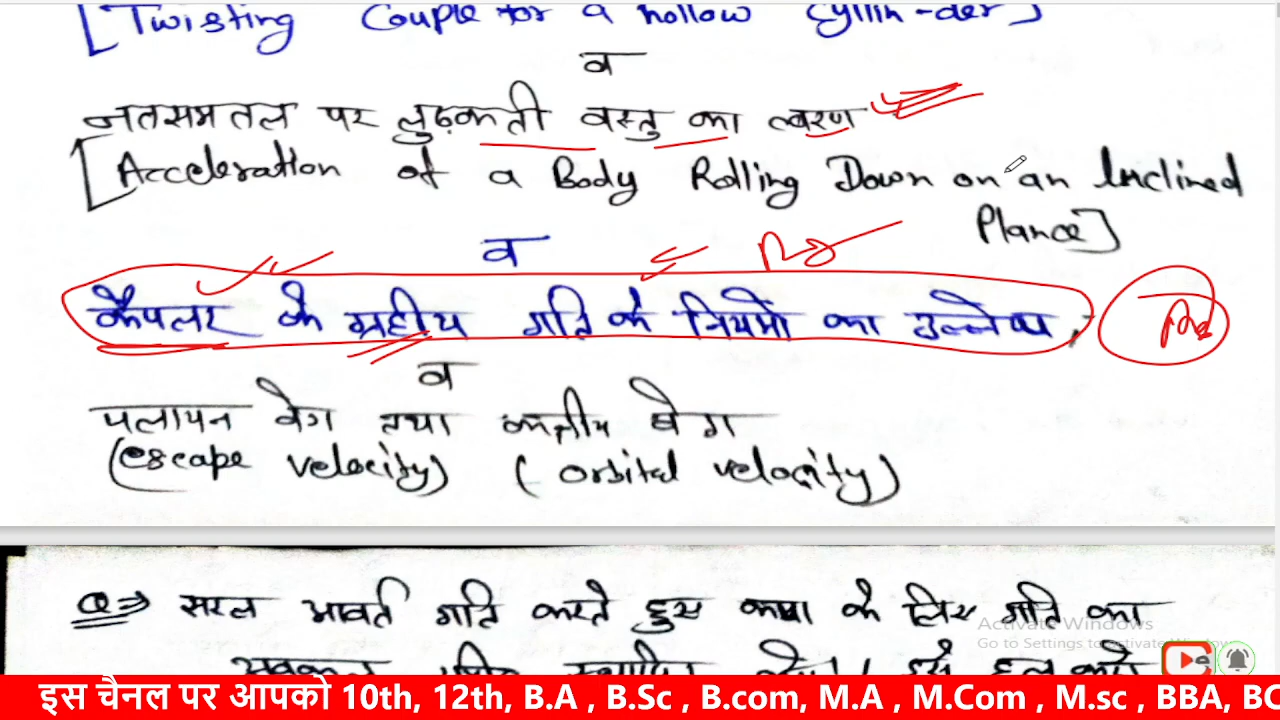 [Twisting Couple for a hollow Cyllin-der]
व
नतसमतल पर लुढ़कती वस्तु का त्वरण
[Acceleration of a Body Rolling Down on an Inclined
Plance]
व
कैपलर के ग्रहीय गति के नियमो का उल्लेख,
व
पलायन वेग तथा कक्षीय वेग
(escape velocity) (orbital velocity)
Q⇒ सरल आवर्त गति करते हुए कण के लिए गति का
Activate Windows
Go to Settings to activate Windows
इस चैनल पर आपको 10th, 12th, B.A , B.Sc , B.com, M.A , M.Com , M.sc , BBA, BC